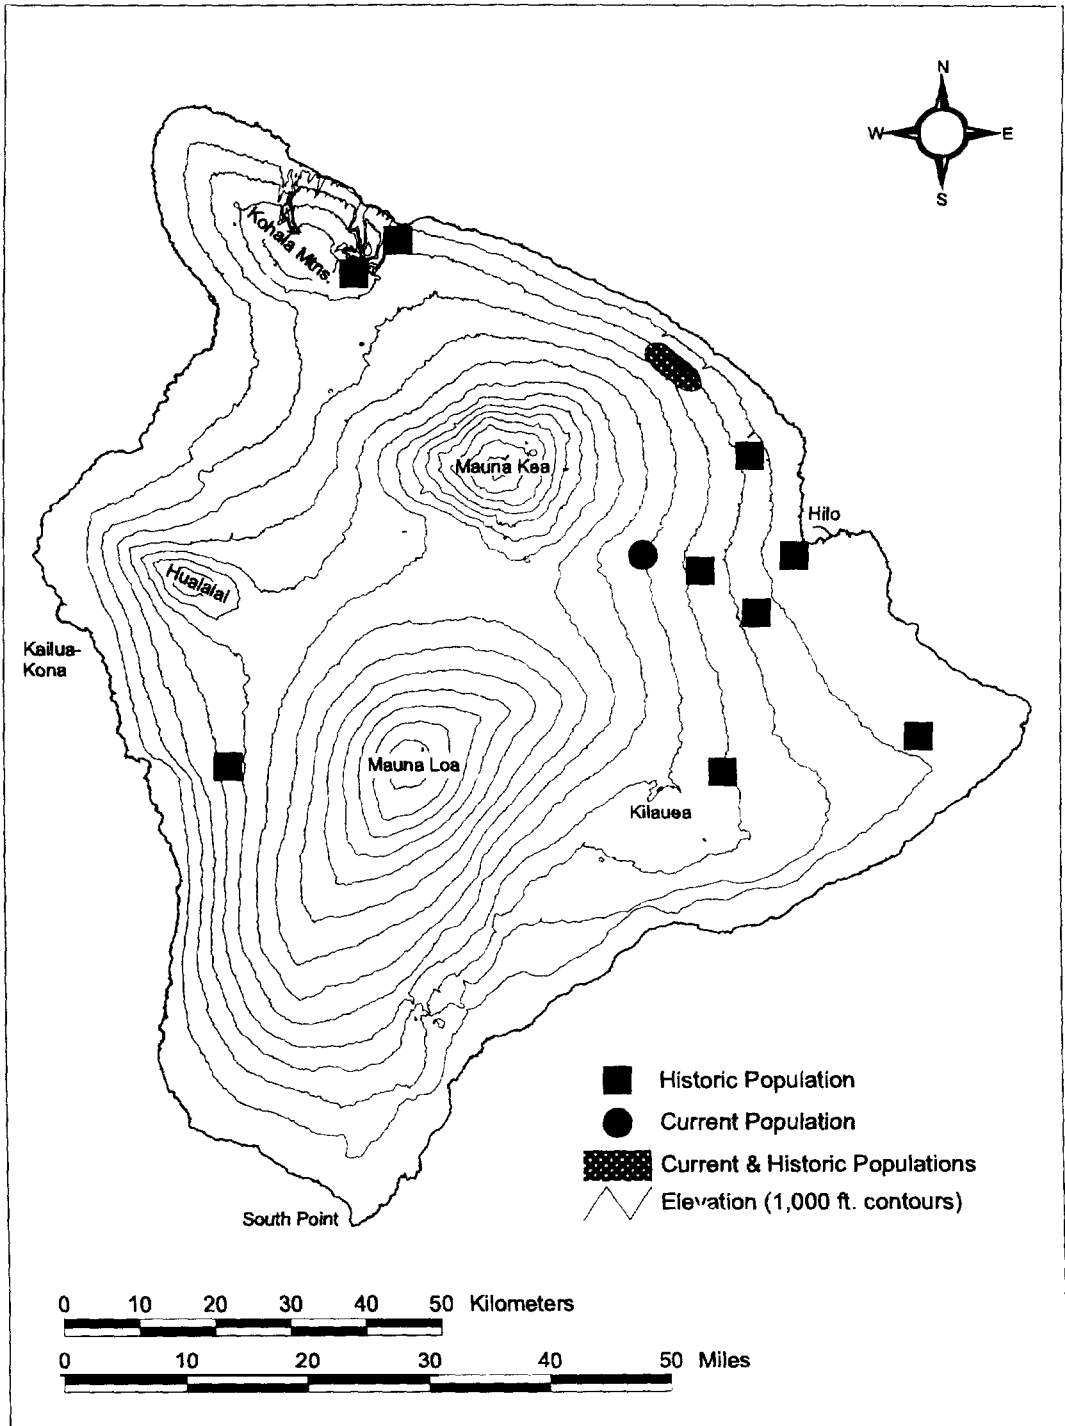 N
W E
S
Kohala Mtns.
Mauna Kea
Hilo
Hualalai
Kailua-
Kona
Mauna Loa
Kilauea
Historic Population
Current Population
Current & Historic Populations
Elevation (1,000 ft. contours)
South Point
0 10 20 30 40 50 Kilometers
0 10 20 30 40 50 Miles